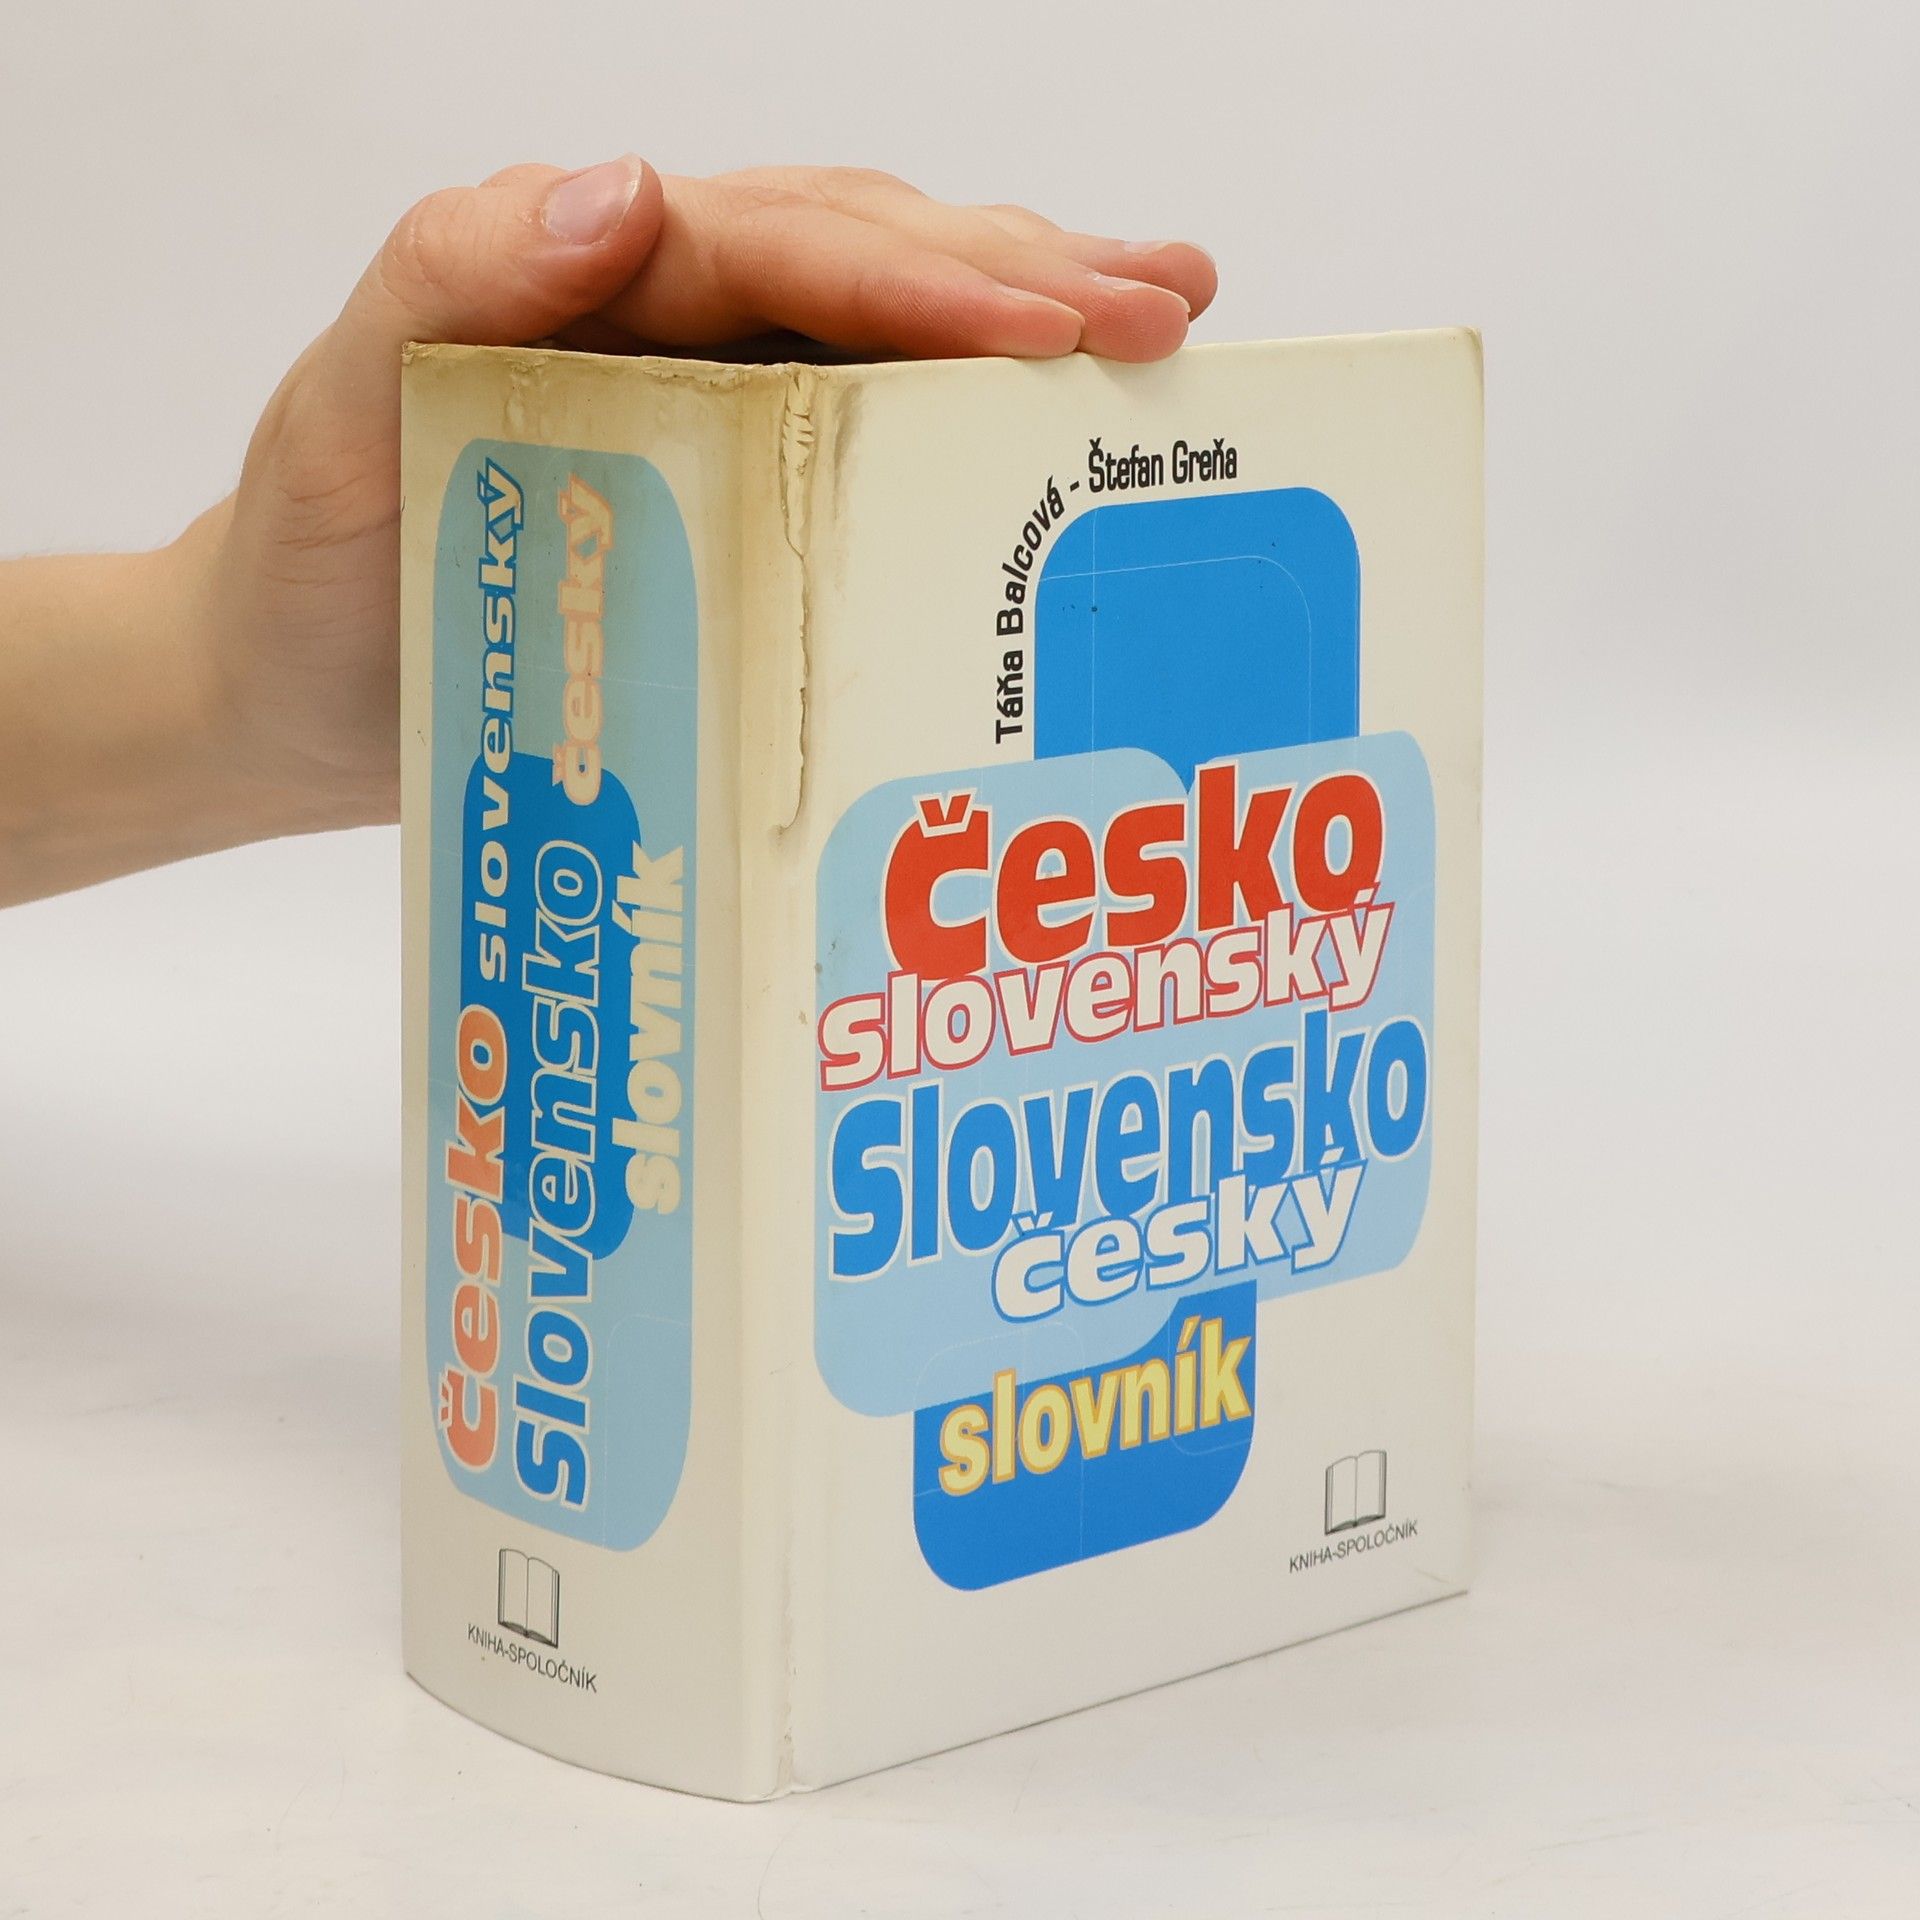 Česko slovenský
Slovensko český
slovník
KNIHA-SPOLOČNÍK
Táňa Balcová - Štefan Greňa
Česko
slovenský
Slovensko
český
slovník
KNIHA-SPOLOČNÍK